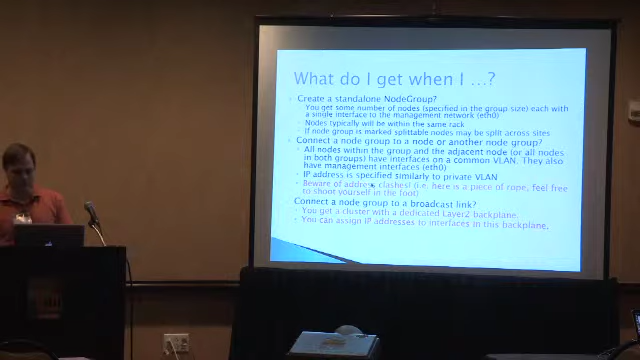 What do I get when I ...?
Create a standalone NodeGroup?
You get some number of nodes (specified in the group size) each with
a single interface to the management network (eth0)
Nodes typically will be within the same rack
If node group is marked splittable nodes may be split across sites
Connect a node group to a node or another node group?
All nodes within the group and the adjacent node (or all nodes
in both groups) have interfaces on a common VLAN. They also
have management interfaces (eth0)
IP address is specified similarly to private VLAN
Beware of address clashes! (i.e. here is a piece of rope, feel free
to shoot yourself in the foot)
Connect a node group to a broadcast link?
You get a cluster with a dedicated Layer2 backplane.
You can assign IP addresses to interfaces in this backplane.